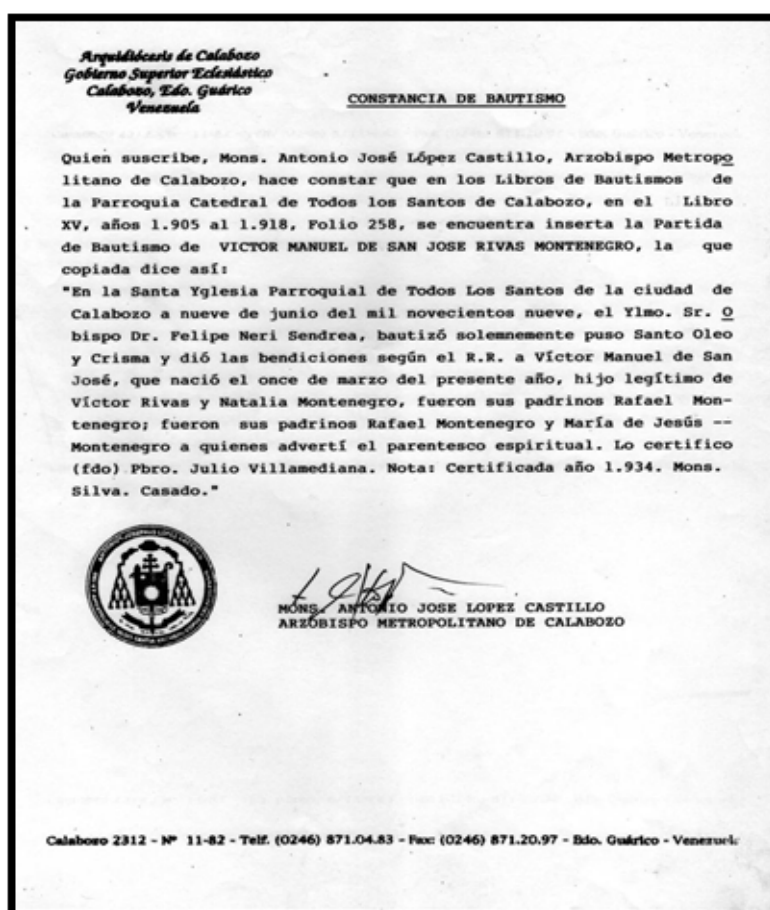 Arquidiócesis de Calabozo
Gobierno Superior Eclesiástico
Calabozo, Edo. Guárico
Venezuela
CONSTANCIA DE BAUTISMO
Quien suscribe, Mons. Antonio José López Castillo, Arzobispo Metropo
litano de Calabozo, hace constar que en los Libros de Bautismos de
la Parroquia Catedral de Todos los Santos de Calabozo, en el Libro
XV, años 1.905 al 1.918, Folio 258, se encuentra inserta la Partida
de Bautismo de VICTOR MANUEL DE SAN JOSE RIVAS MONTENEGRO, la que
copiada dice así:
"En la Santa Yglesia Parroquial de Todos Los Santos de la ciudad de
Calabozo a nueve de junio del mil novecientos nueve, el Ylmo. Sr. O
bispo Dr. Felipe Neri Sendrea, bautizó solemnemente puso Santo Oleo
y Crisma y dió las bendiciones según el R.R. a Víctor Manuel de San
José, que nació el once de marzo del presente año, hijo legítimo de
Víctor Rivas y Natalia Montenegro, fueron sus padrinos Rafael Mon-
tenegro; fueron sus padrinos Rafael Montenegro y María de Jesús --
Montenegro a quienes advertí el parentesco espiritual. Lo certifico
(fdo) Pbro. Julio Villamediana. Nota: Certificada año 1.934. Mons.
Silva. Casado."
MONS. ANTONIO JOSE LOPEZ CASTILLO
ARZOBISPO METROPOLITANO DE CALABOZO
Calabozo 2312 - Nº 11-82 - Telf. (0246) 871.04.83 - Fax: (0246) 871.20.97 - Edo. Guárico - Venezuela